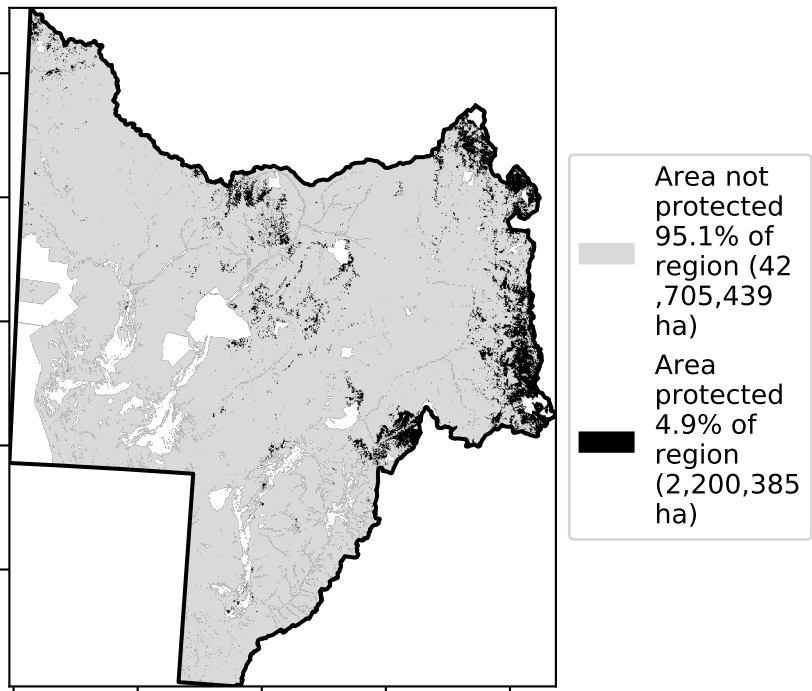 Area not
protected
95.1% of
region (42
,705,439
ha)
Area
protected
4.9% of
region
(2,200,385
ha)